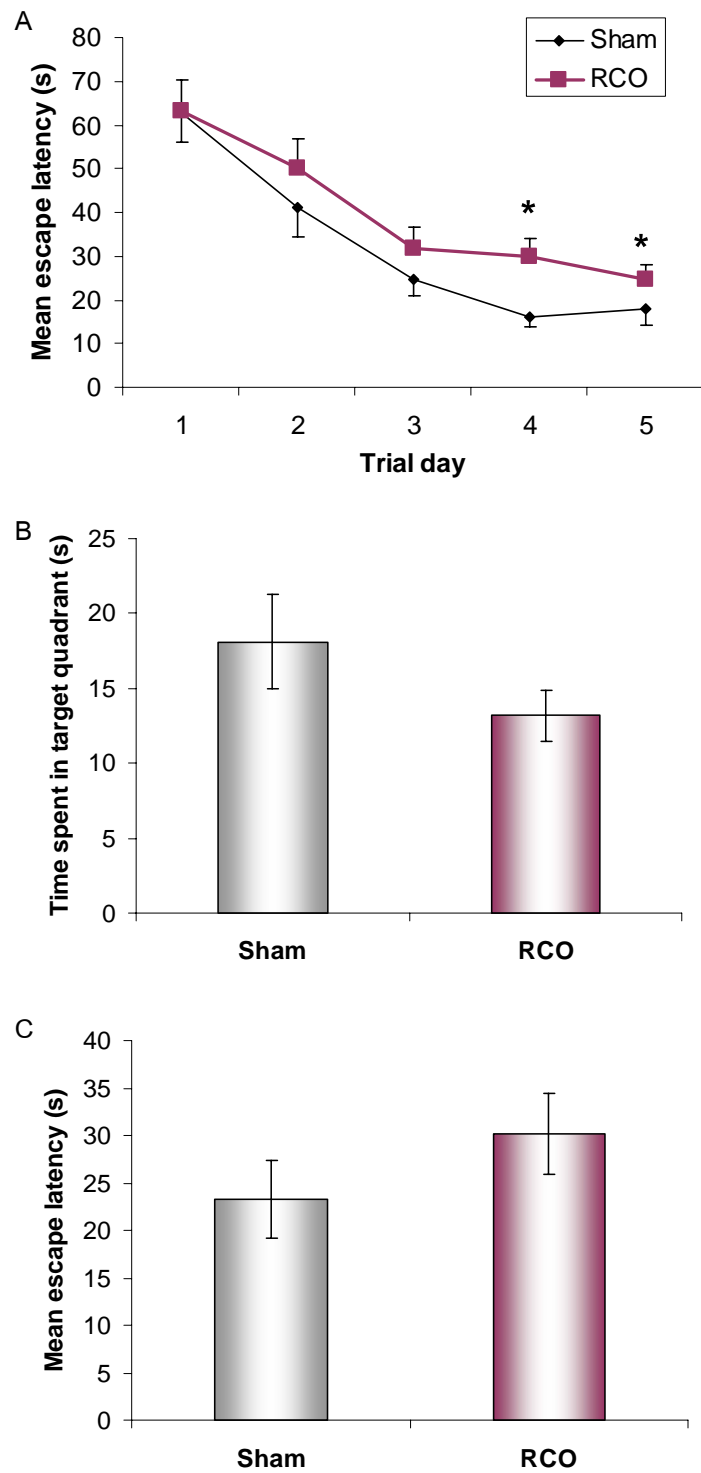 A
Mean escape latency (s)
80
70
60
50
40
30
20
10
0
Sham
RCO
*
*
1 2 3 4 5
Trial day
B
Time spent in target quadrant (s)
25
20
15
10
5
0
Sham RCO
C
Mean escape latency (s)
40
35
30
25
20
15
10
5
0
Sham RCO